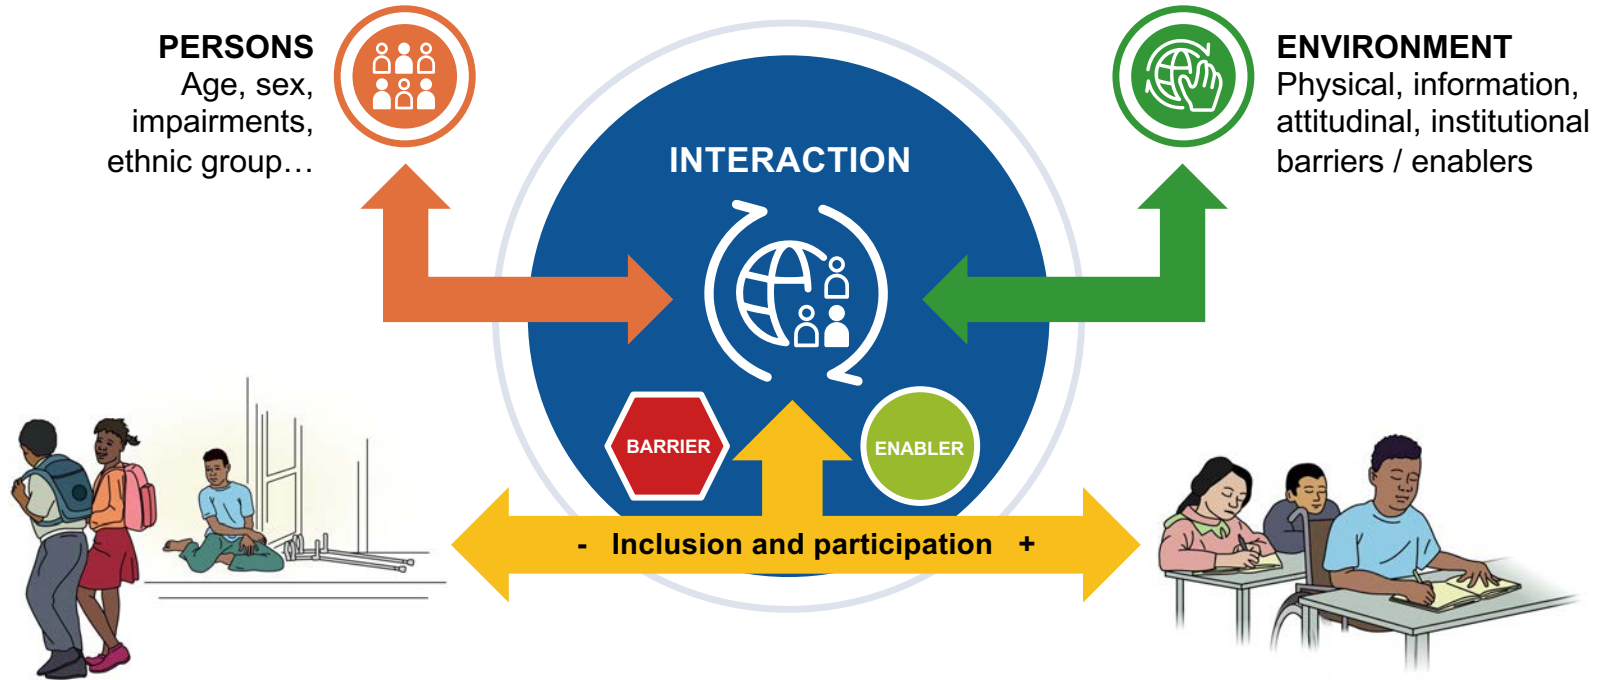 PERSONS
Age, sex,
impairments,
ethnic group…
INTERACTION
ENVIRONMENT
Physical, information,
attitudinal, institutional
barriers / enablers
BARRIER
ENABLER
- Inclusion and participation +